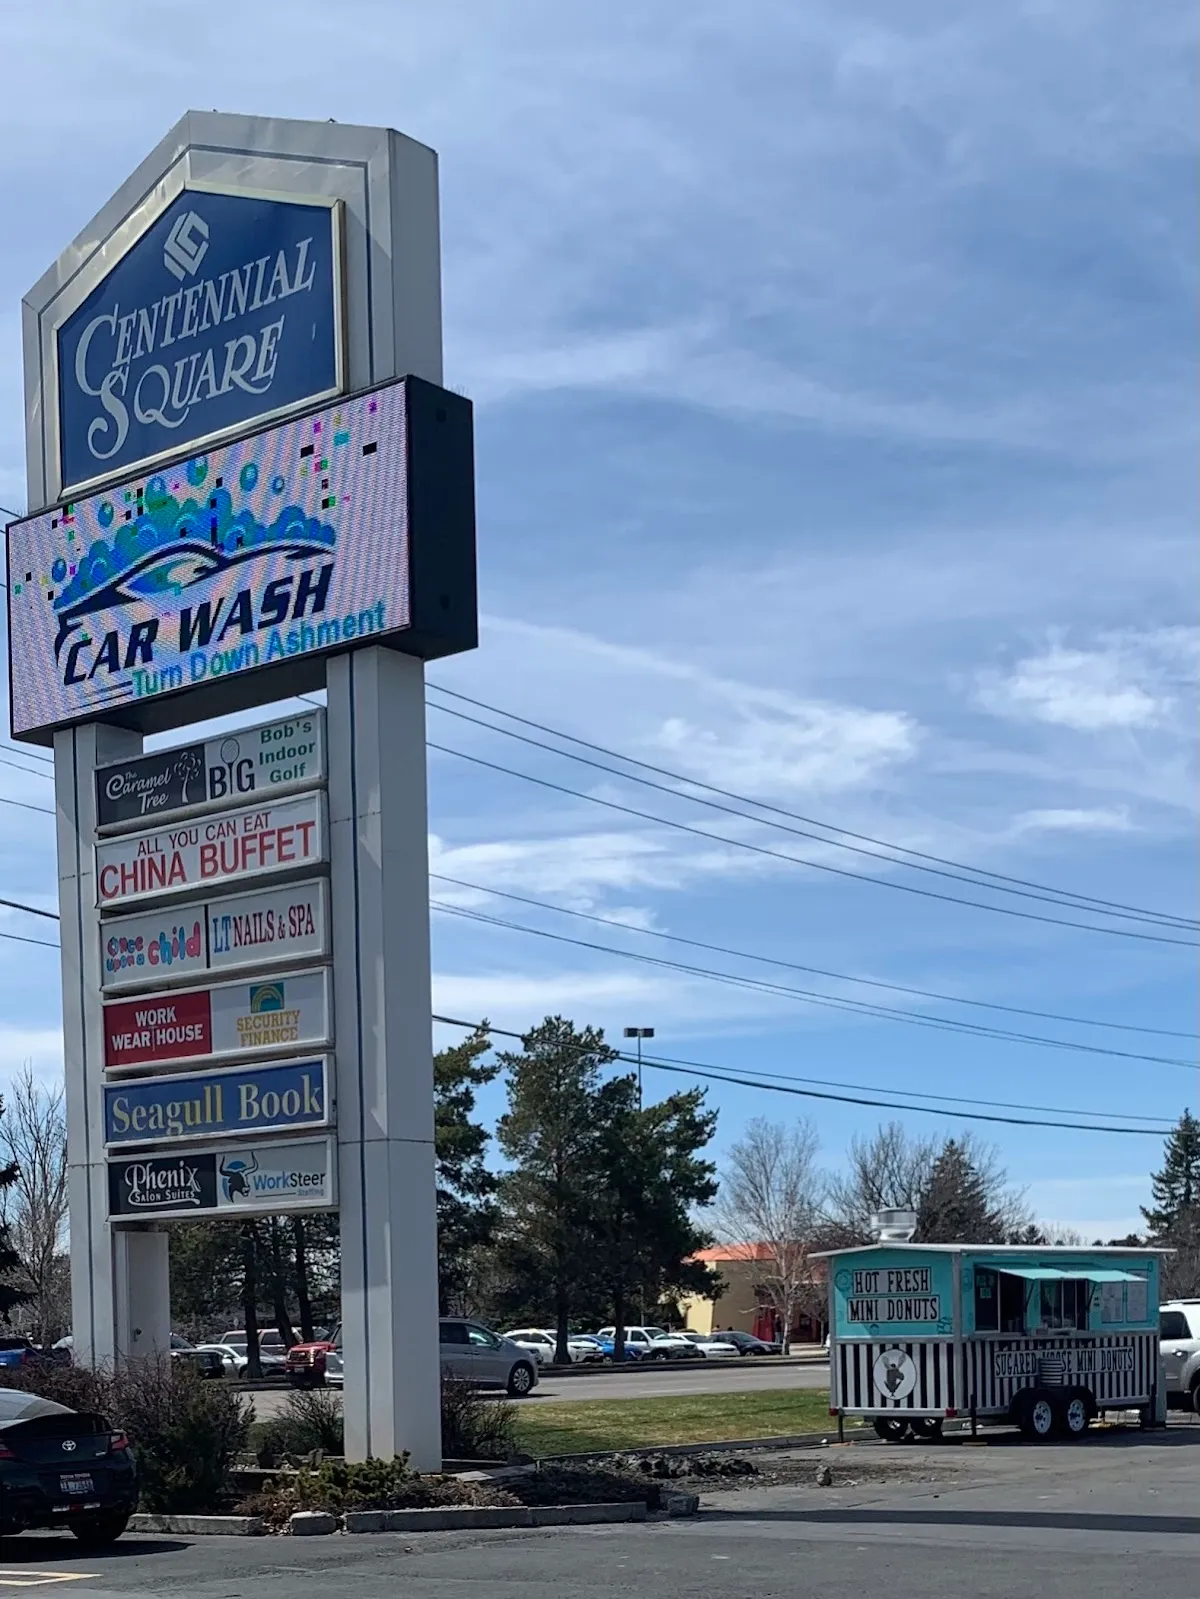 CENTENNIAL
SQUARE
CAR WASH
Turn Down Ashment
The
Caramel
Tree
BIG
Bob's
Indoor
Golf
ALL YOU CAN EAT
CHINA BUFFET
Once
upon a child
LT NAILS & SPA
WORK
WEAR HOUSE
SECURITY
FINANCE
Seagull Book
Phenix
SALON SUITES
WorkSteer
Staffing
HOT FRESH
MINI DONUTS
SUGARED MOOSE MINI DONUTS